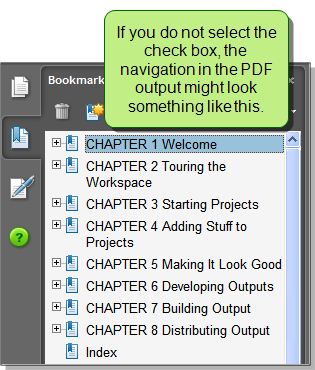 If you do not select the
check box, the
navigation in the PDF
output might look
something like this.
Bookmar
CHAPTER 1 Welcome
CHAPTER 2 Touring the
Workspace
CHAPTER 3 Starting Projects
CHAPTER 4 Adding Stuff to
Projects
CHAPTER 5 Making It Look Good
CHAPTER 6 Developing Outputs
CHAPTER 7 Building Output
CHAPTER 8 Distributing Output
Index